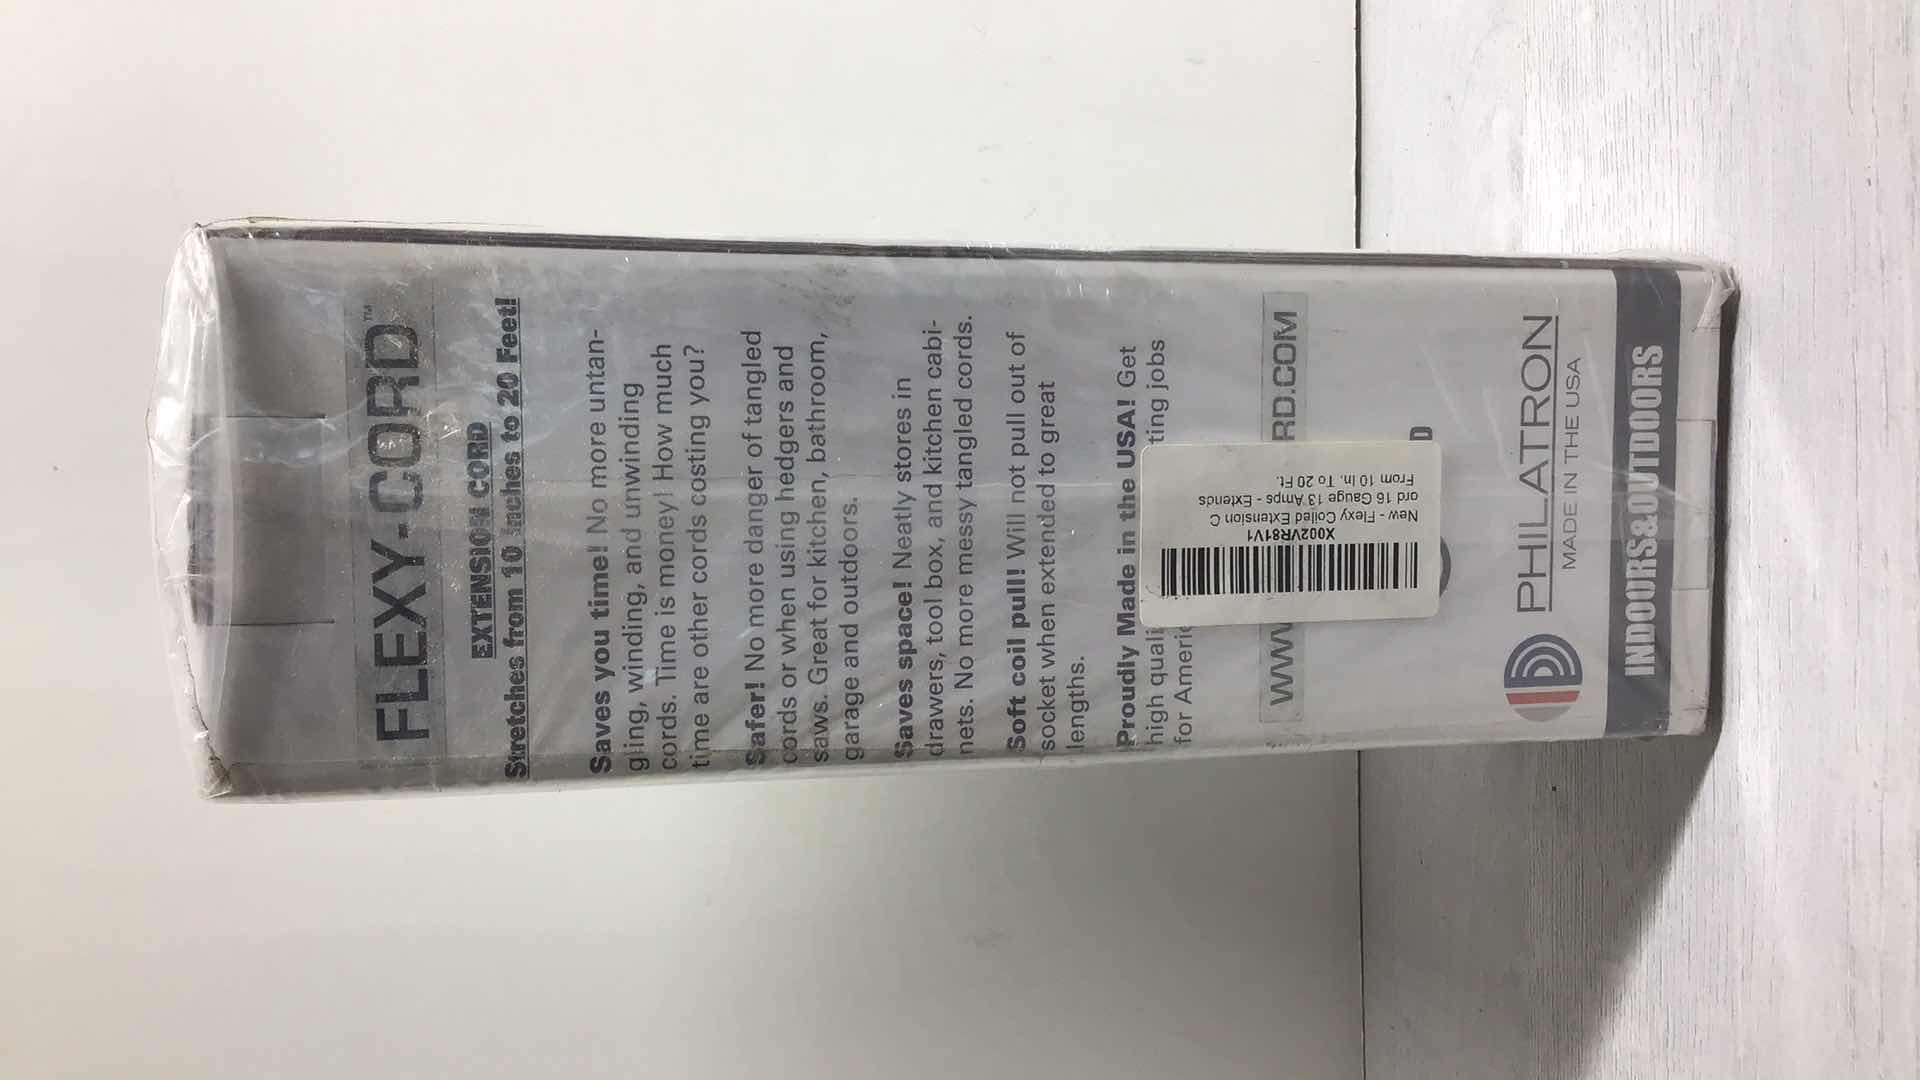 FLEXY-CORD™
EXTENSION CORD
Stretches from 10 inches to 20 Feet!
Saves you time! No more untan-
ging, winding, and unwinding
cords. Time is money! How much
time are other cords costing you?
Safer! No more danger of tangled
cords or when using hedgers and
saws. Great for kitchen, bathroom,
garage and outdoors.
Saves space! Neatly stores in
drawers, tool box, and kitchen cabi-
nets. No more messy tangled cords.
Soft coil pull! Will not pull out of
socket when extended to great
lengths.
Proudly Made in the USA! Get
high quali ting jobs
for Americ
WWW RD.COM
X002VR81V1
New - Flexy Coiled Extension C
ord 16 Gauge 13 Amps - Extends
From 10 In. To 20 Ft.
D
PHILATRON
MADE IN THE USA
INDOORS&OUTDOORS